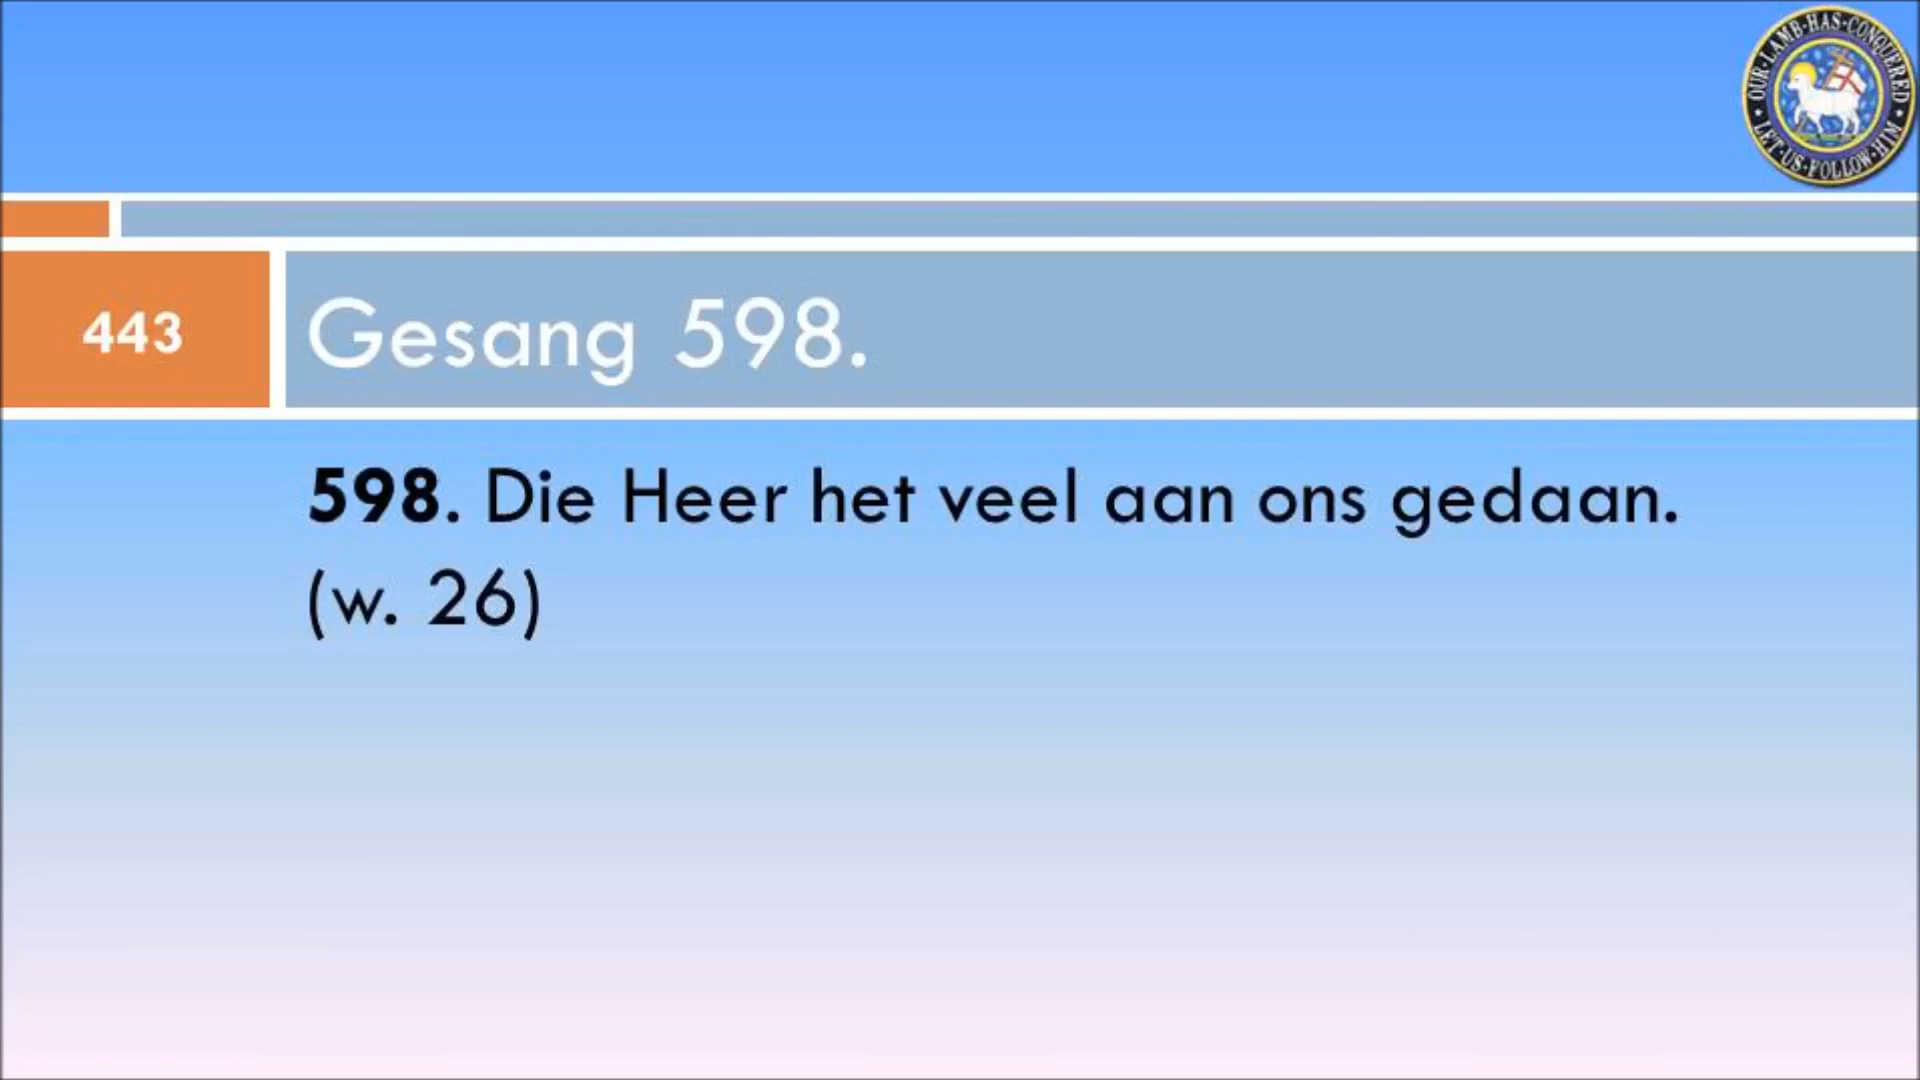 OUR·LAMB·HAS·CONQUERED
LET·US·FOLLOW·HIM
443
Gesang 598.
598. Die Heer het veel aan ons gedaan.
(w. 26)